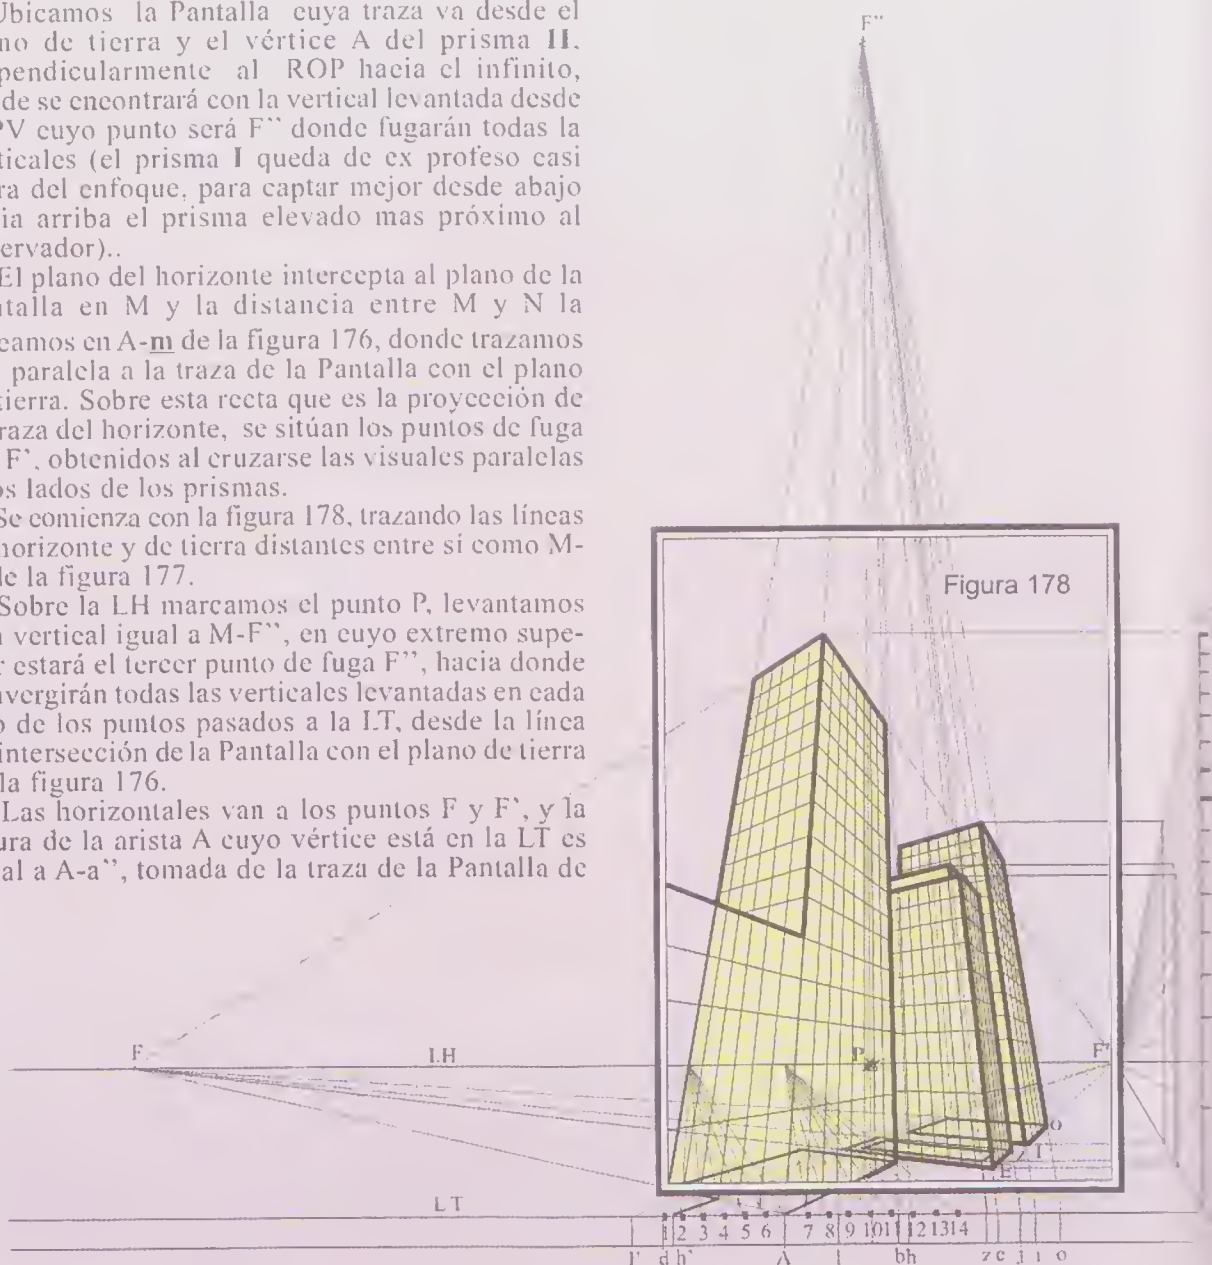 Ubicamos la Pantalla cuya traza va desde el
no de tierra y el vértice A del prisma II,
pendicularmente al ROP hacia el infinito,
de se encontrará con la vertical levantada desde
PV cuyo punto será F`` donde fugarán todas la
ticales (el prisma I queda de ex profeso casi
ra del enfoque, para captar mejor desde abajo
ia arriba el prisma elevado mas próximo al
ervador)..
El plano del horizonte intercepta al plano de la
ntalla en M y la distancia entre M y N la
camos en A-m de la figura 176, donde trazamos
paralela a la traza de la Pantalla con el plano
tierra. Sobre esta recta que es la proyección de
raza del horizonte, se sitúan los puntos de fuga
F`, obtenidos al cruzarse las visuales paralelas
os lados de los prismas.
Se comienza con la figura 178, trazando las líneas
horizonte y de tierra distantes entre si como M-
de la figura 177.
Sobre la LH marcamos el punto P, levantamos
a vertical igual a M-F’’, en cuyo extremo supe-
r estará el tercer punto de fuga F’’, hacia donde
nvergirán todas las verticales levantadas en cada
o de los puntos pasados a la LT, desde la línea
intersección de la Pantalla con el plano de tierra
la figura 176.
Las horizontales van a los puntos F y F`, y la
ura de la arista A cuyo vértice está en la LT es
al a A-a``, tomada de la traza de la Pantalla de
F``
Figura 178
F
LH
P
F'
O
I
E
LT
1 2 3 4 5 6 7 8 9 10 11 12 13 14
d h` A bh z c j i o